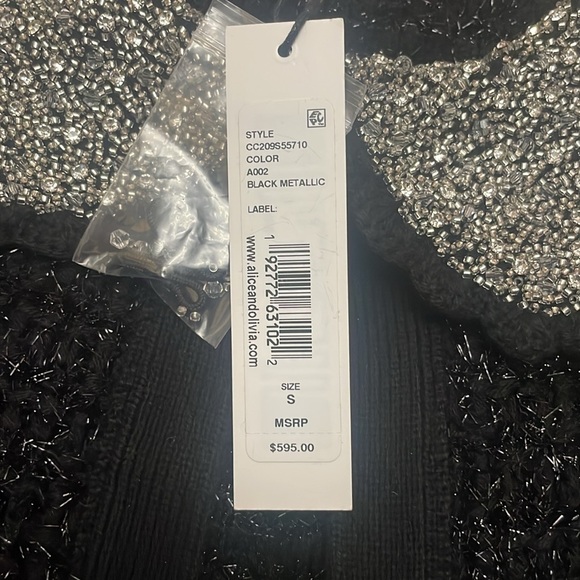 STYLE
CC209S55710
COLOR
A002
BLACK METALLIC
LABEL:
1 92772 63102 2
www.aliceandolivia.com
SIZE
S
MSRP
$595.00